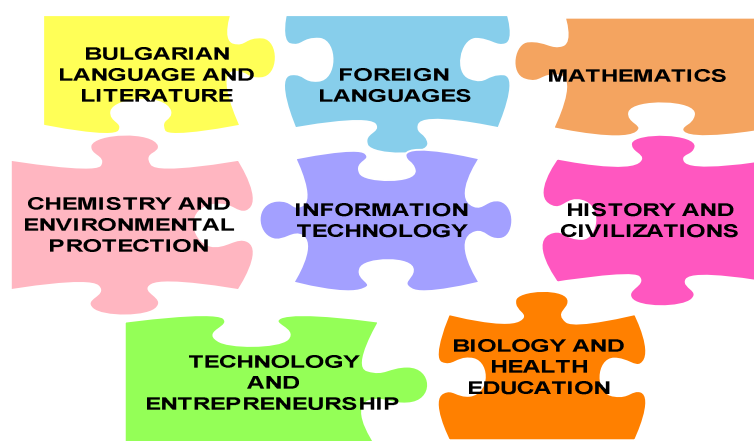 BULGARIAN
LANGUAGE AND
LITERATURE
FOREIGN
LANGUAGES
MATHEMATICS
CHEMISTRY AND
ENVIRONMENTAL
PROTECTION
INFORMATION
TECHNOLOGY
HISTORY AND
CIVILIZATIONS
TECHNOLOGY
AND
ENTREPRENEURSHIP
BIOLOGY AND
HEALTH
EDUCATION